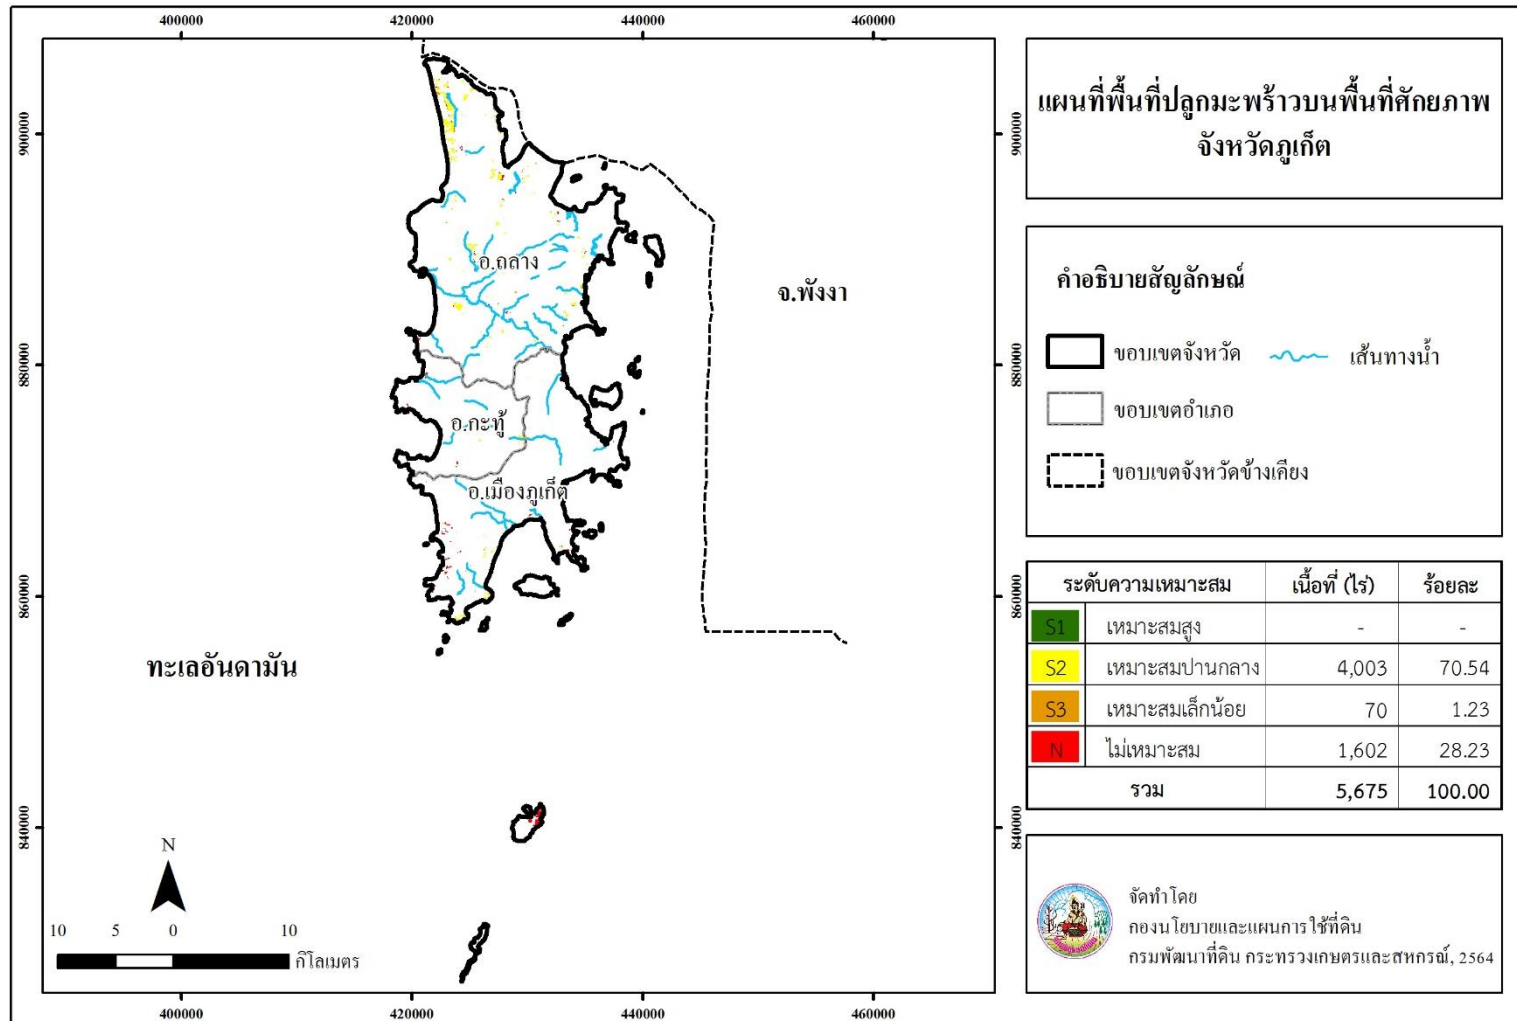 400000
420000
440000
460000
900000
900000
880000
880000
860000
860000
840000
840000
อ.ถลาง
จ.พังงา
อ.กะทู้
อ.เมืองภูเก็ต
ทะเลอันดามัน
N
10 5 0 10
กิโลเมตร
400000
420000
440000
460000
แผนที่พื้นที่ปลูกมะพร้าวบนพื้นที่ศักยภาพ
จังหวัดภูเก็ต
คำอธิบายสัญลักษณ์
ขอบเขตจังหวัด เส้นทางน้ำ
ขอบเขตอำเภอ
ขอบเขตจังหวัดข้างเคียง
ระดับความเหมาะสม เนื้อที่ (ไร่) ร้อยละ
S1 เหมาะสมสูง - -
S2 เหมาะสมปานกลาง 4,003 70.54
S3 เหมาะสมเล็กน้อย 70 1.23
N ไม่เหมาะสม 1,602 28.23
รวม 5,675 100.00
จัดทำโดย
กองนโยบายและแผนการใช้ที่ดิน
กรมพัฒนาที่ดิน กระทรวงเกษตรและสหกรณ์, 2564